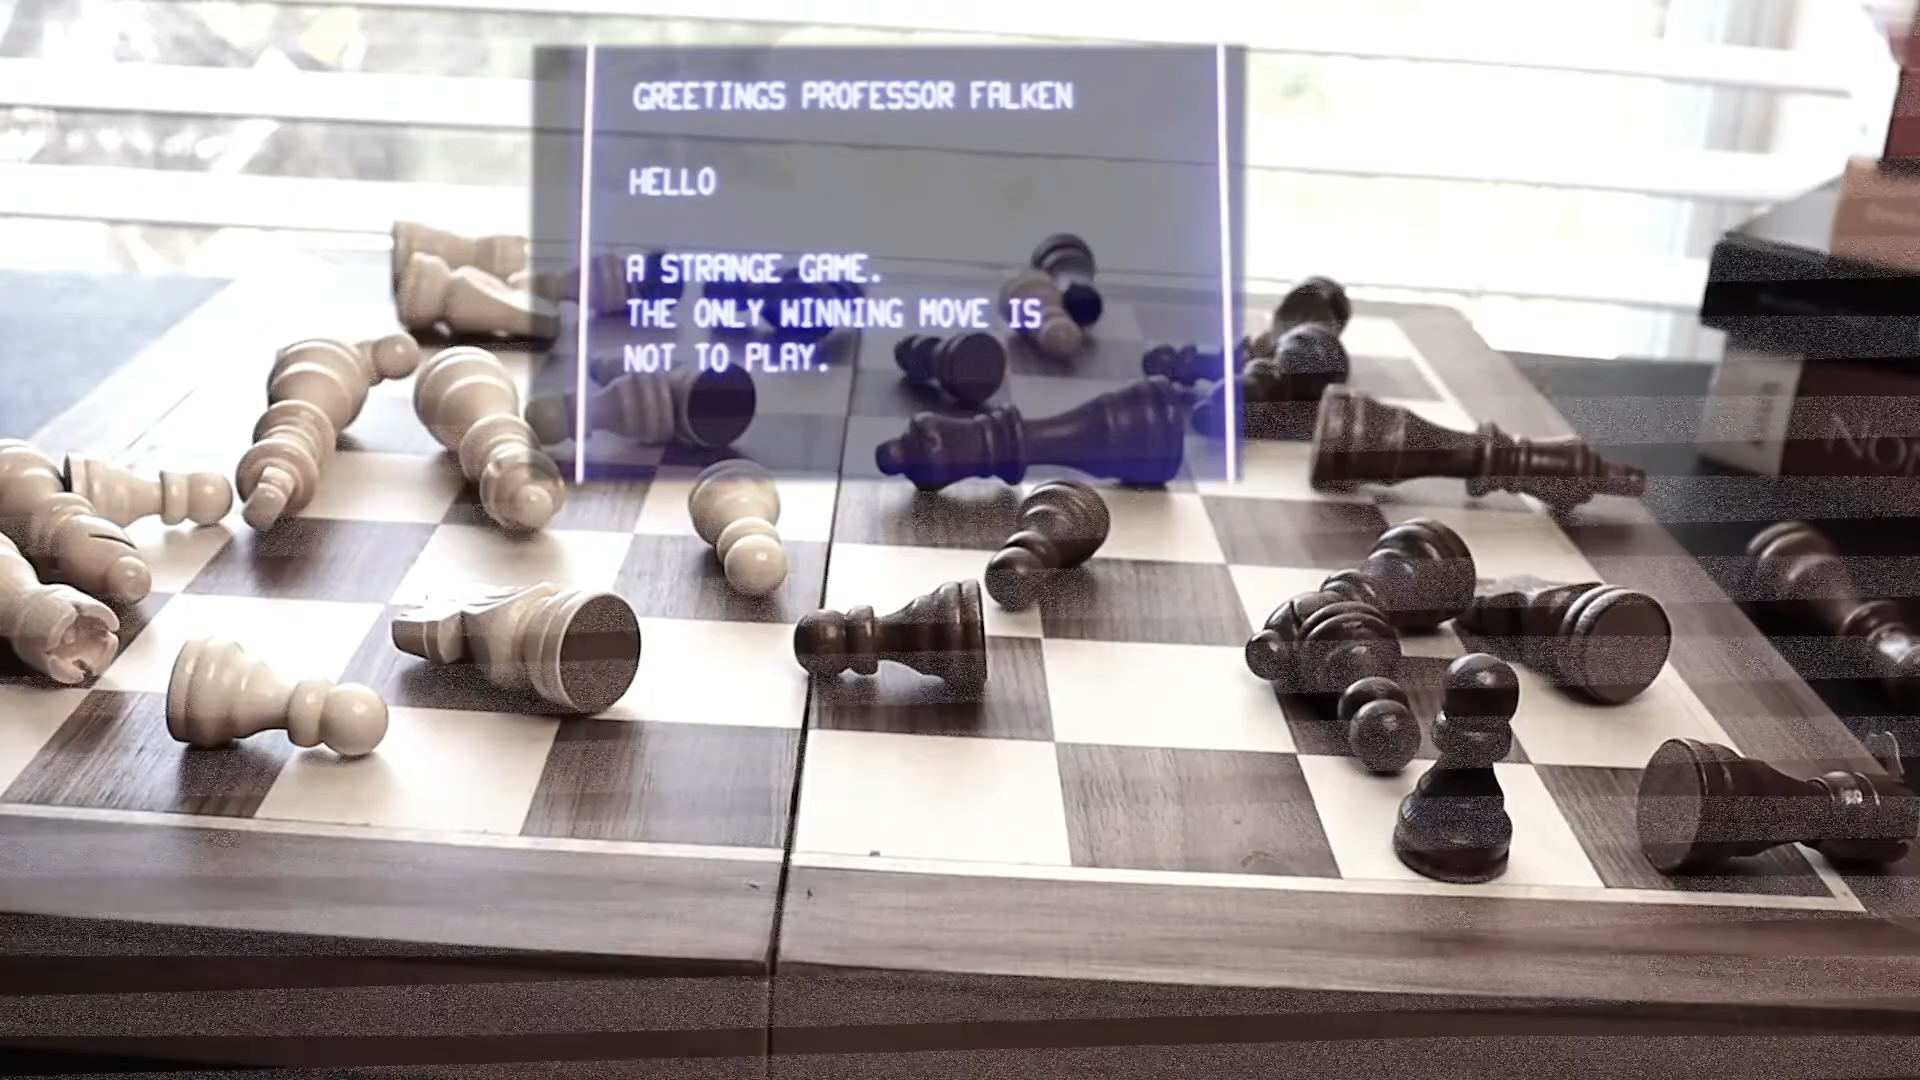 GREETINGS PROFESSOR FALKEN
HELLO
A STRANGE GAME.
THE ONLY WINNING MOVE IS
NOT TO PLAY.